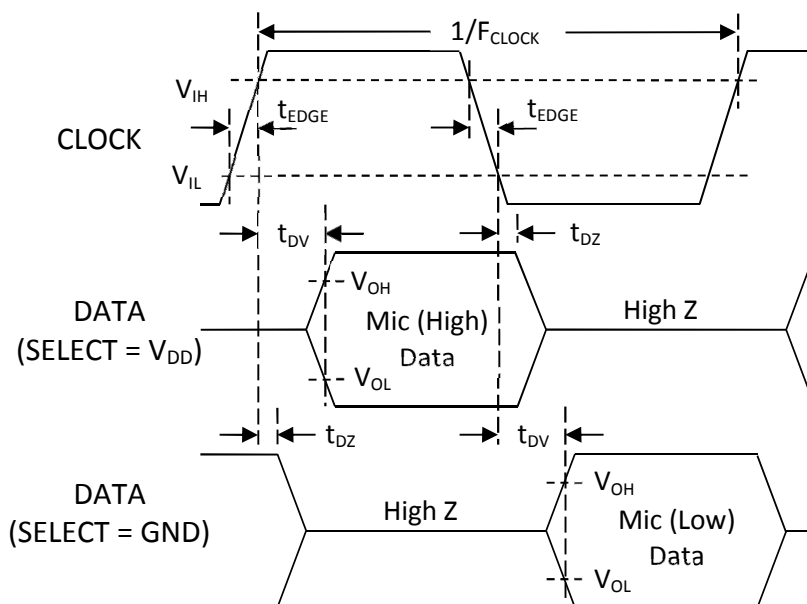 1/F_CLOCK
V_IH
t_EDGE
t_EDGE
CLOCK
V_IL
t_DV
t_DZ
V_OH
DATA
(SELECT = V_DD)
Mic (High)
Data
High Z
V_OL
t_DZ
t_DV
DATA
(SELECT = GND)
High Z
V_OH
Mic (Low)
Data
V_OL